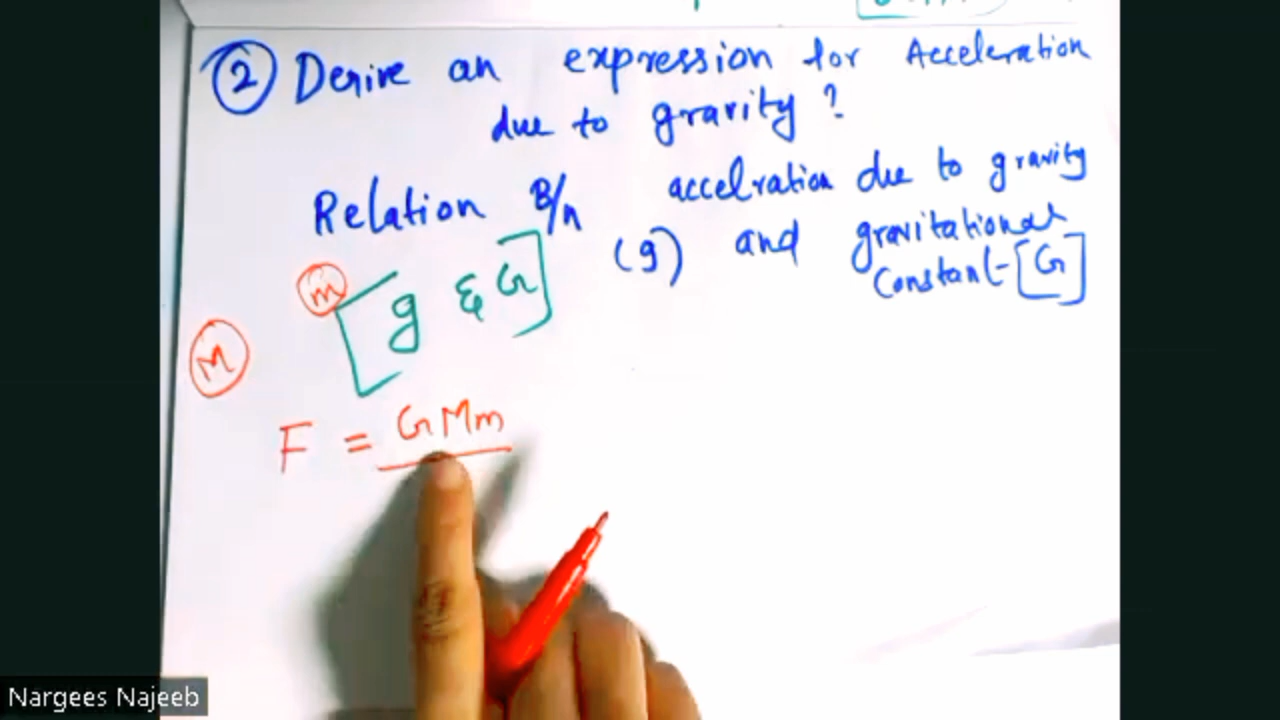 ② Derive an expression for Acceleration
due to gravity ?
Relation B/n accelration due to gravity
(g) and gravitational
constant - [G]
m
[g & G]
M
F = GMm
Nargees Najeeb